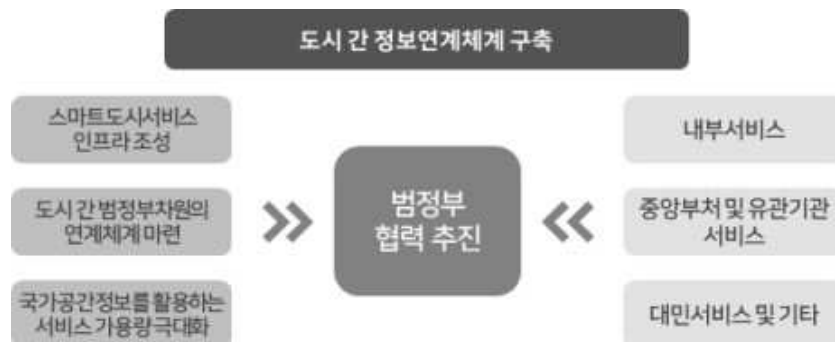 도시 간 정보연계체계 구축
스마트도시서비스
인프라 조성
도시 간 범정부차원의
연계체계 마련
국가공간정보를 활용하는
서비스 가용량 극대화
범정부
협력 추진
내부서비스
중앙부처 및 유관기관
서비스
대민서비스 및 기타